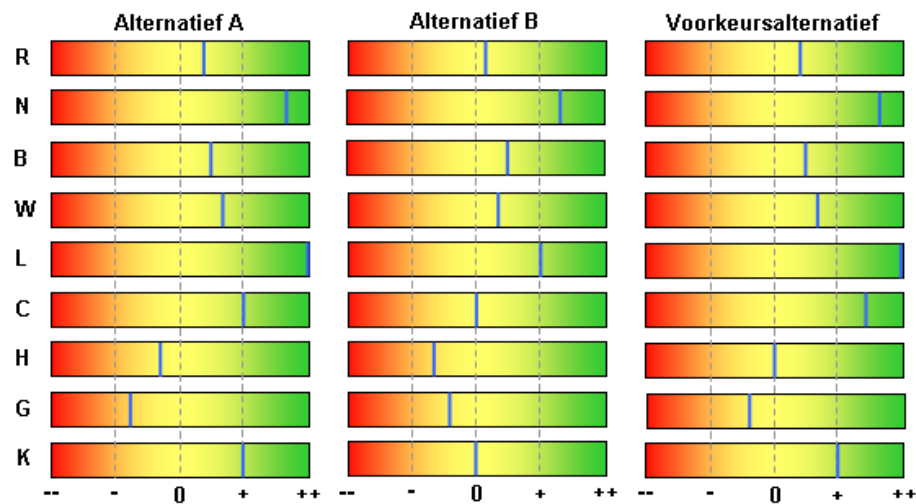 Alternatief A Alternatief B Voorkeursalternatief
R
N
B
W
L
C
H
G
K
-- - 0 + ++ -- - 0 + ++ -- - 0 + ++